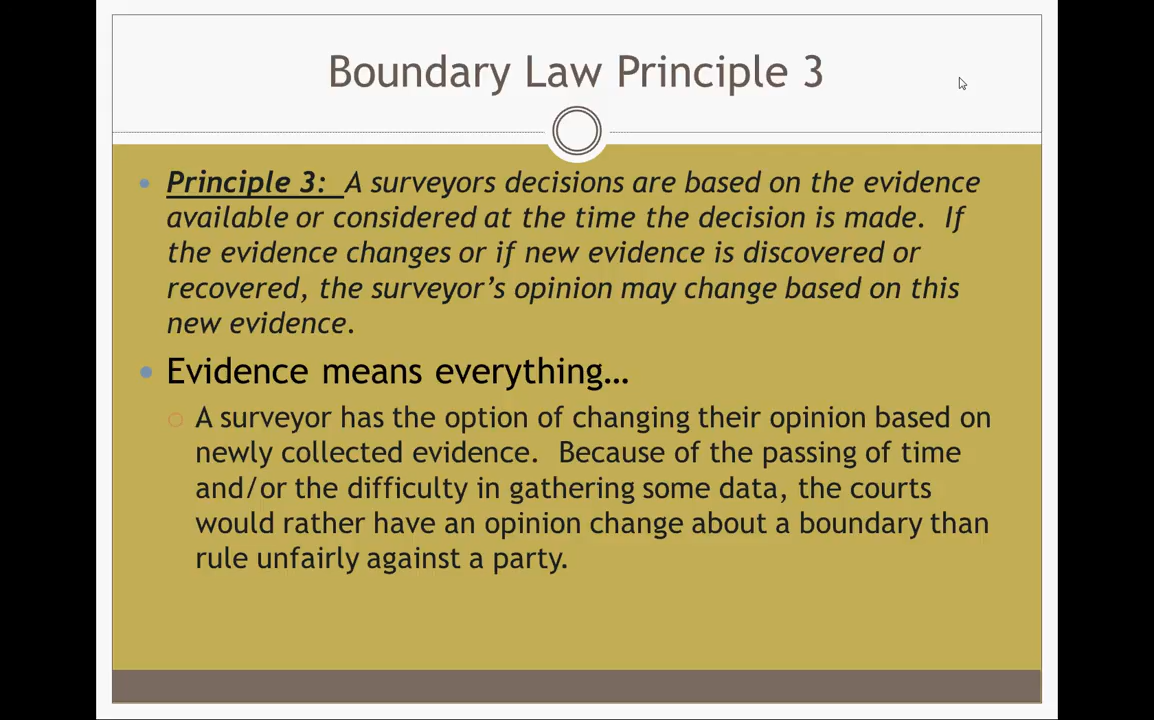 Boundary Law Principle 3
Principle 3: A surveyors decisions are based on the evidence
available or considered at the time the decision is made. If
the evidence changes or if new evidence is discovered or
recovered, the surveyor’s opinion may change based on this
new evidence.
Evidence means everything…
A surveyor has the option of changing their opinion based on
newly collected evidence. Because of the passing of time
and/or the difficulty in gathering some data, the courts
would rather have an opinion change about a boundary than
rule unfairly against a party.